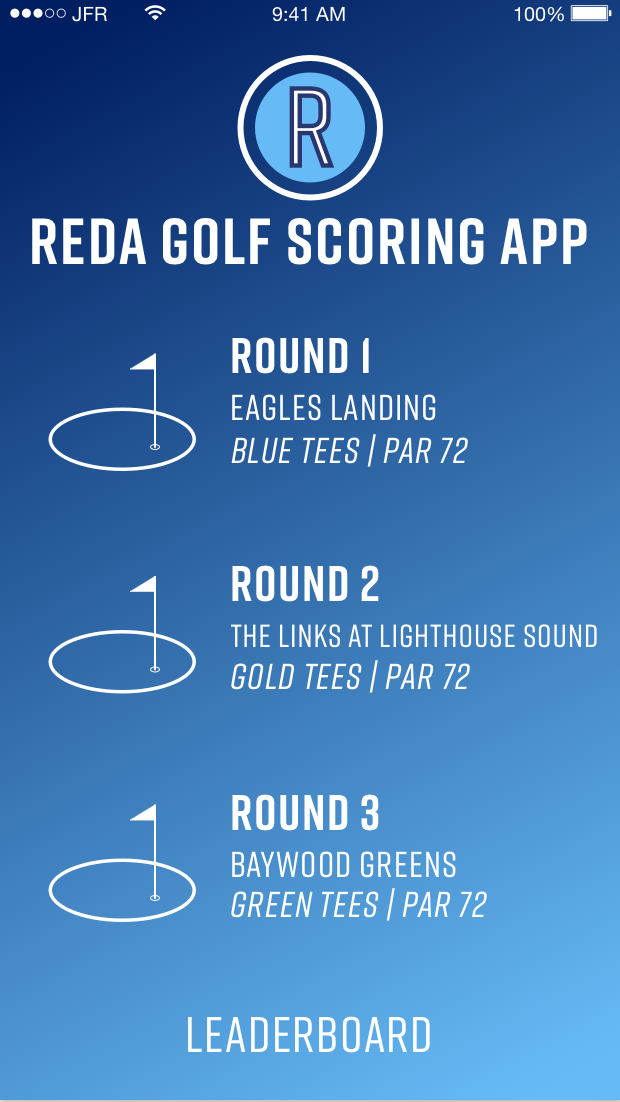 JFR 9:41 AM 100%
R
REDA GOLF SCORING APP
ROUND 1
EAGLES LANDING
BLUE TEES | PAR 72
ROUND 2
THE LINKS AT LIGHTHOUSE SOUND
GOLD TEES | PAR 72
ROUND 3
BAYWOOD GREENS
GREEN TEES | PAR 72
LEADERBOARD